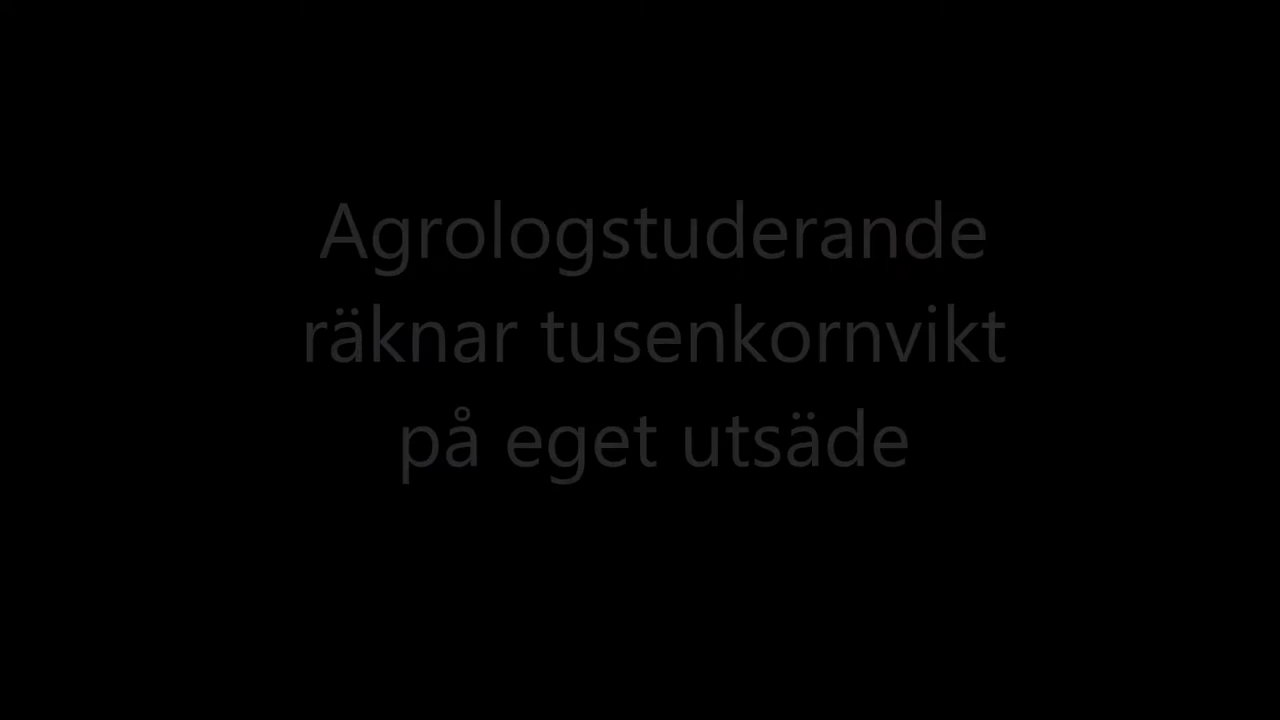 Agrologstuderande
räknar tusenkornvikt
på eget utsäde